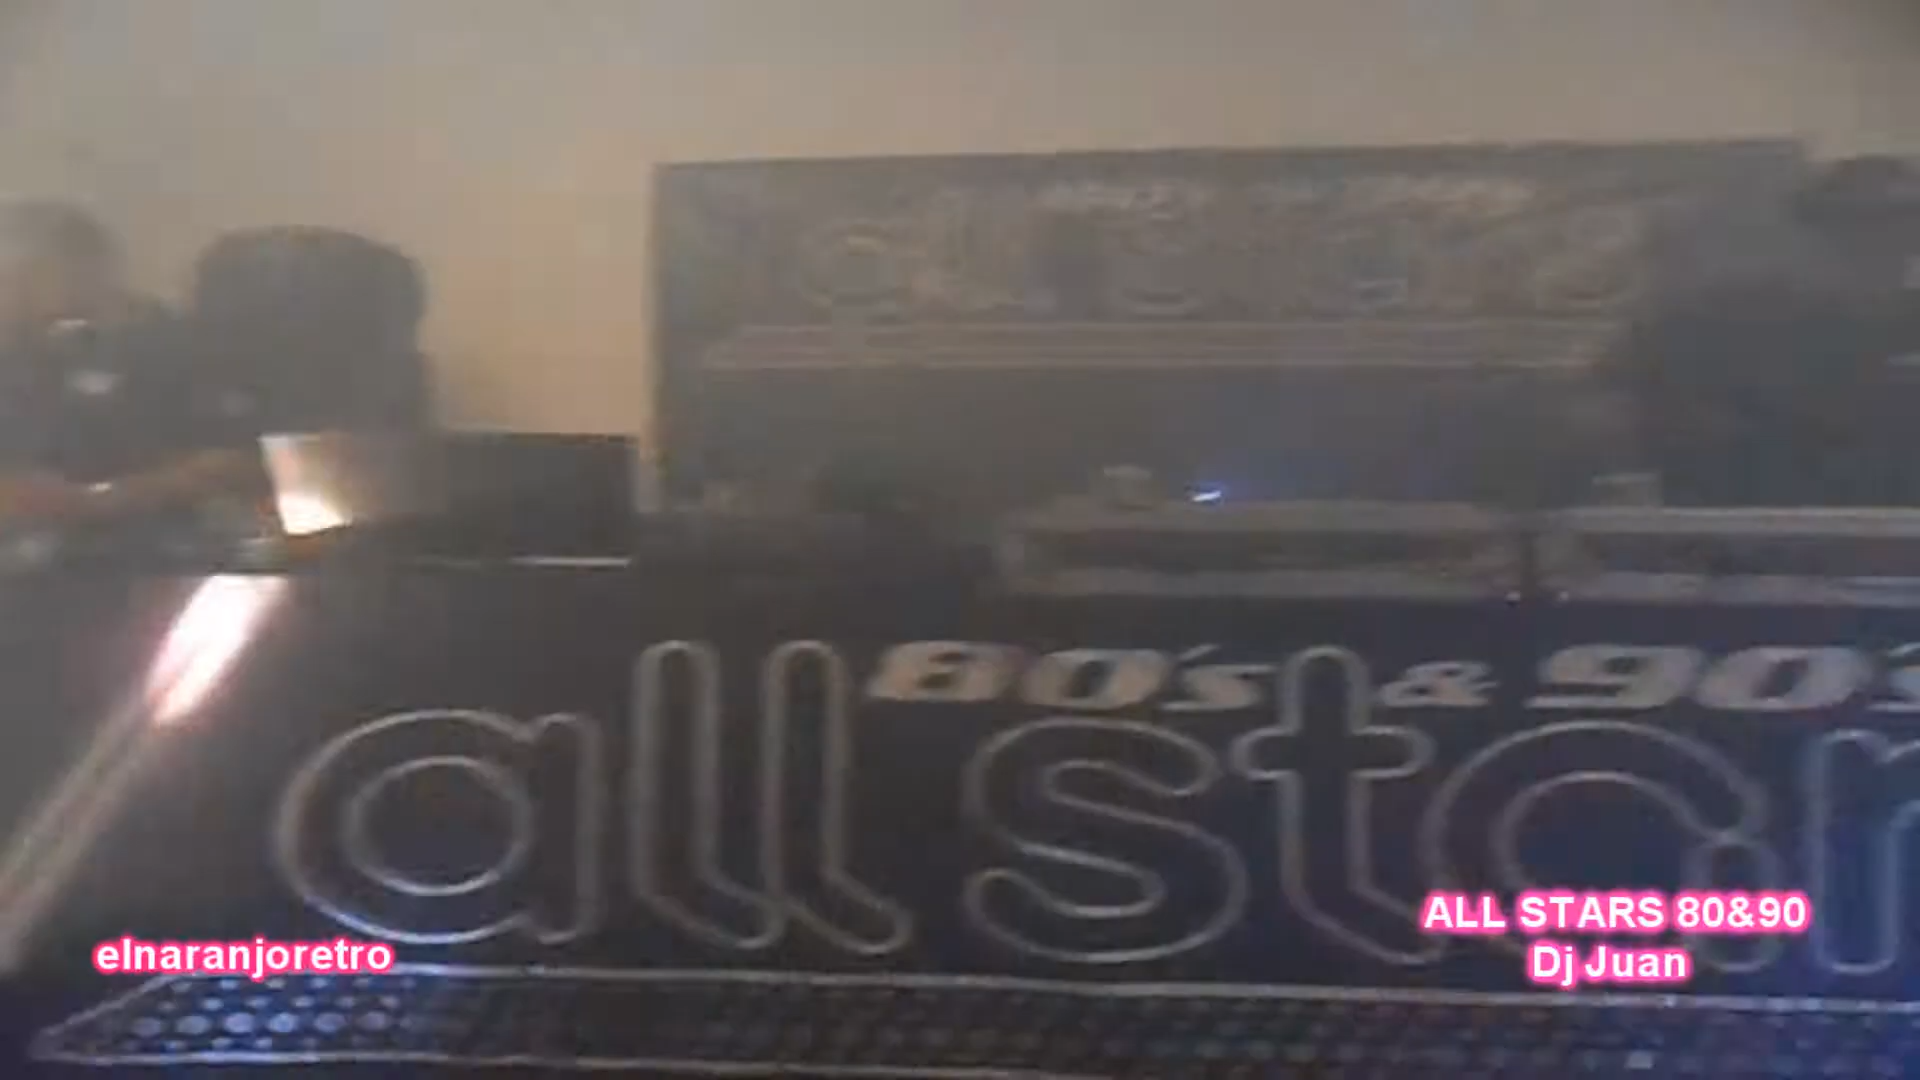 80's & 90's
all star
elnaranjoretro
ALL STARS 80&90
Dj Juan